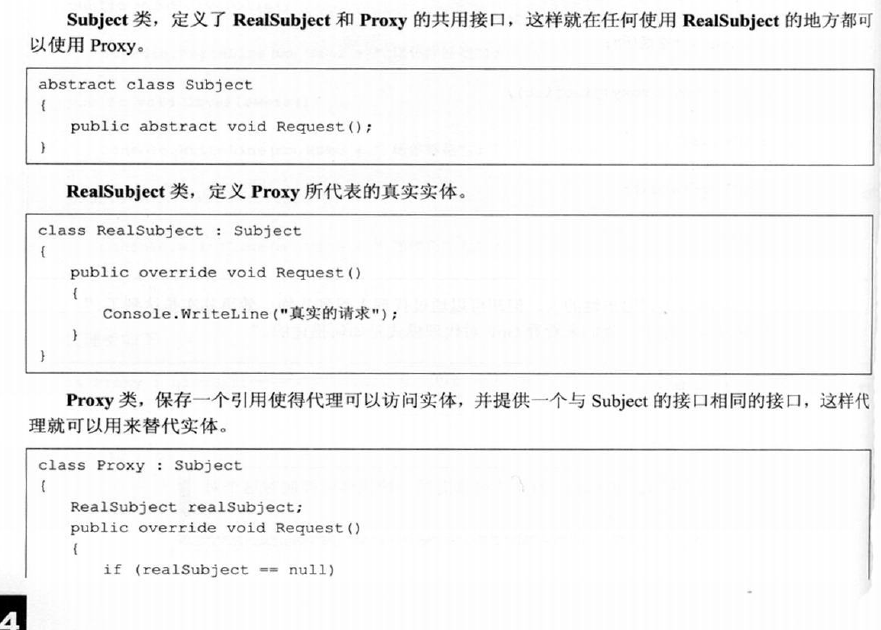 Subject 类，定义了 RealSubject 和 Proxy 的共用接口，这样就在任何使用 RealSubject 的地方都可
以使用 Proxy。
abstract class Subject
{
    public abstract void Request();
}
RealSubject 类，定义 Proxy 所代表的真实实体。
class RealSubject : Subject
{
    public override void Request()
    {
        Console.WriteLine("真实的请求");
    }
}
Proxy 类，保存一个引用使得代理可以访问实体，并提供一个与 Subject 的接口相同的接口，这样代
理就可以用来替代实体。
class Proxy : Subject
{
    RealSubject realSubject;
    public override void Request()
    {
        if (realSubject == null)
4